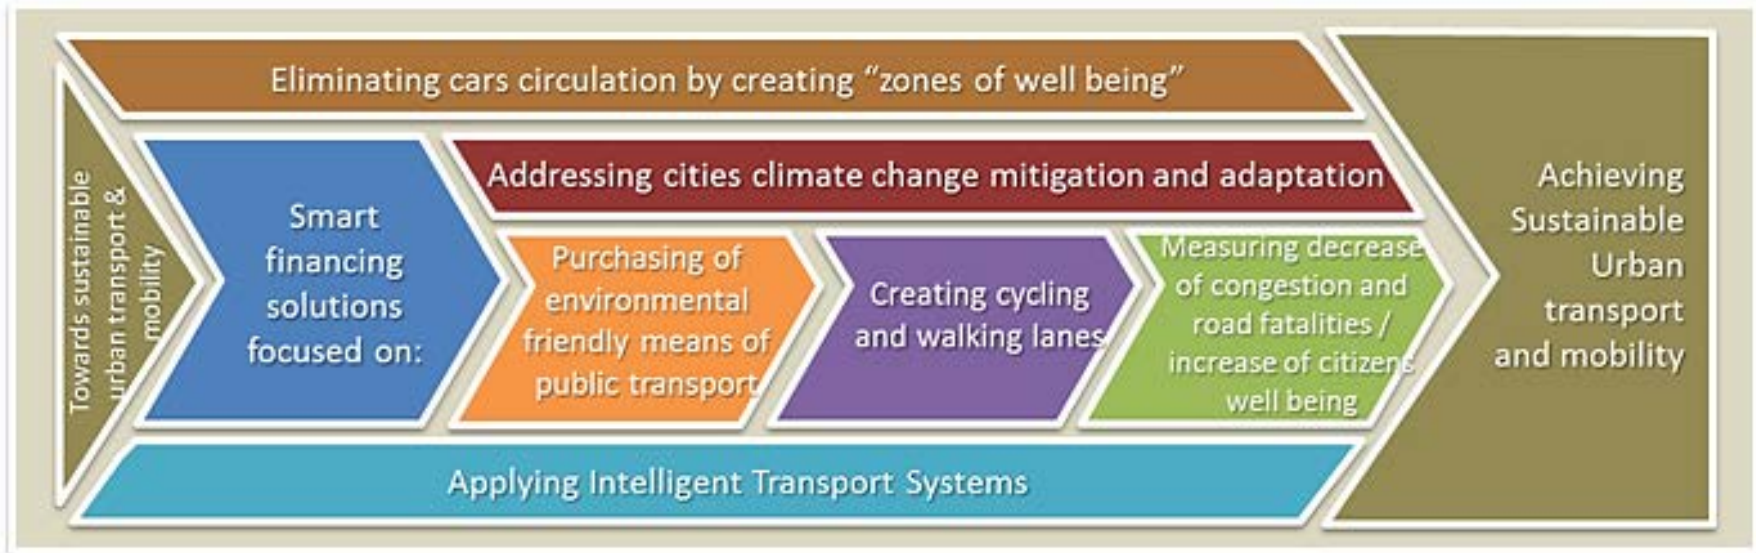 Towards sustainable
urban transport &
mobility
Eliminating cars circulation by creating “zones of well being”
Smart
financing
solutions
focused on:
Addressing cities climate change mitigation and adaptation
Purchasing of
environmental
friendly means of
public transport
Creating cycling
and walking lanes
Measuring decrease
of congestion and
road fatalities /
increase of citizens
well being
Applying Intelligent Transport Systems
Achieving
Sustainable
Urban
transport
and mobility